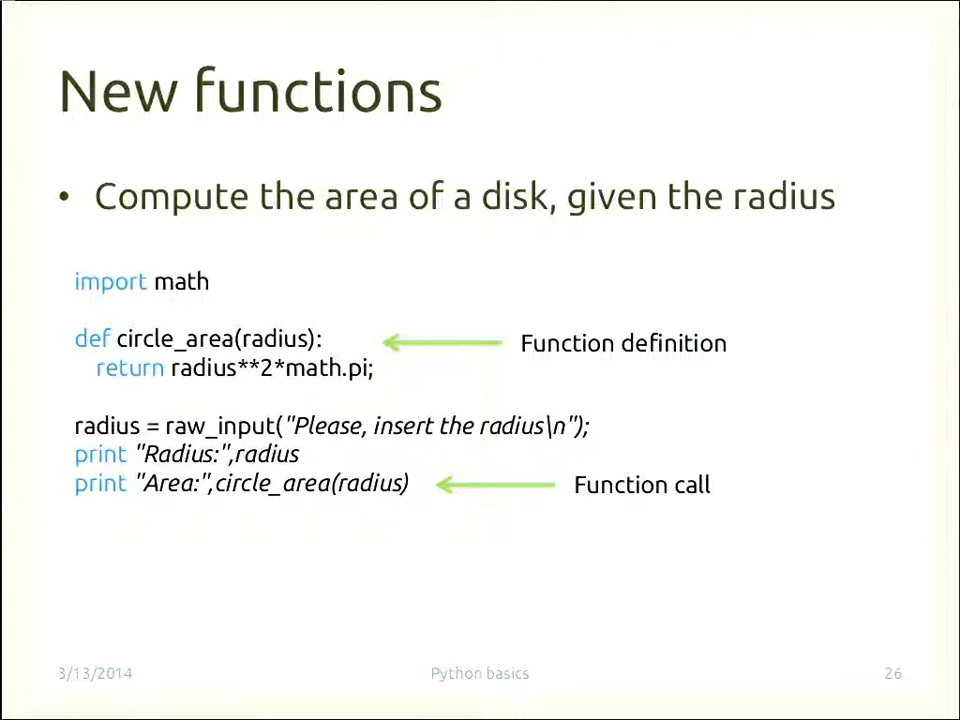 New functions
• Compute the area of a disk, given the radius
import math
def circle_area(radius):
Function definition
return radius**2*math.pi;
radius = raw_input("Please, insert the radius\n");
print "Radius:",radius
print "Area:",circle_area(radius)
Function call
3/13/2014
Python basics
26